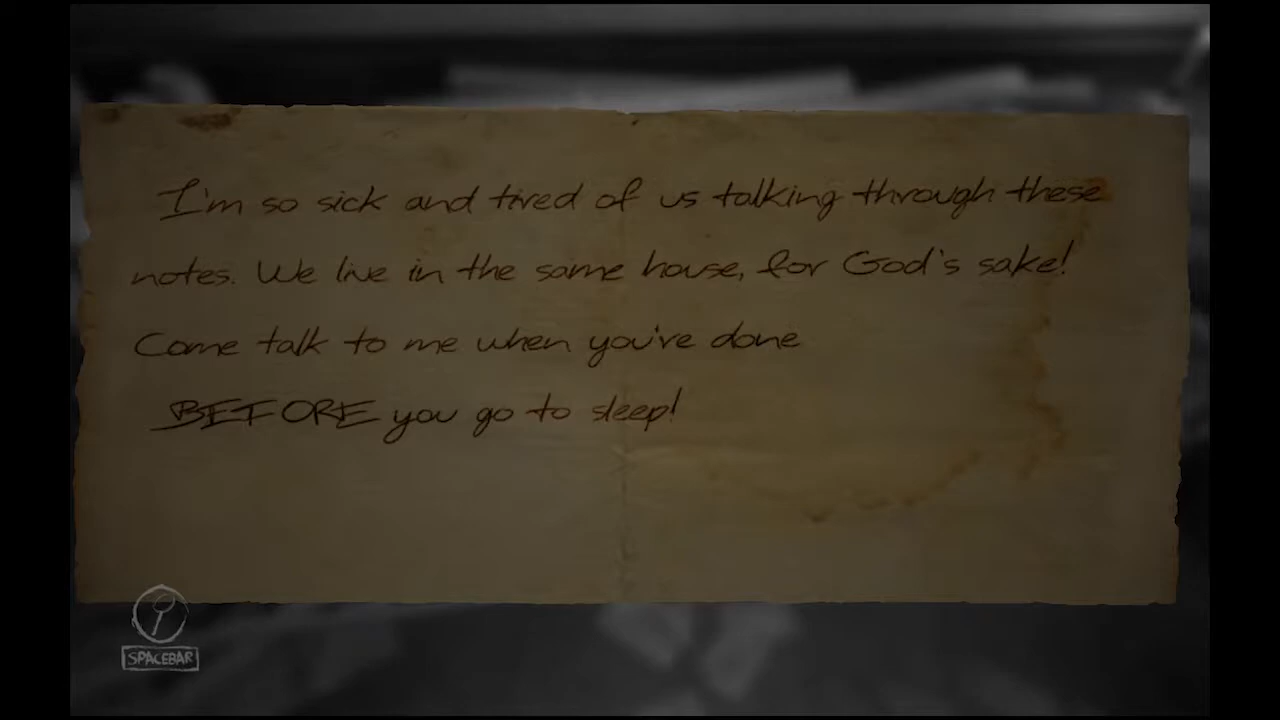 I'm so sick and tired of us talking through these
notes. We live in the same house, for God's sake!
Come talk to me when you're done
BEFORE you go to sleep!
SPACEBAR